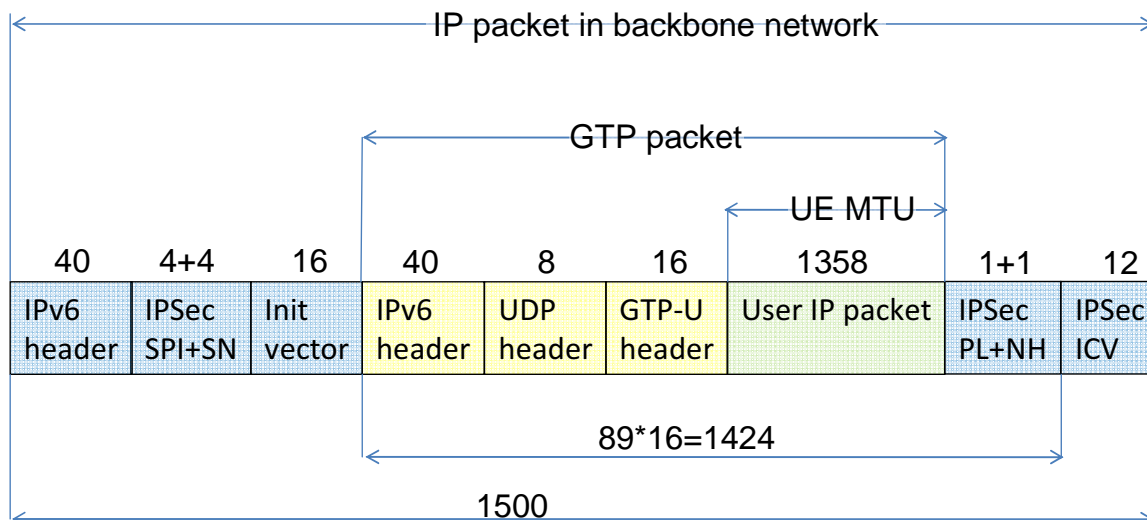 IP packet in backbone network
GTP packet
UE MTU
40 4+4 16 40 8 16 1358 1+1 12
IPv6 IPSec Init IPv6 UDP GTP-U User IP packet IPSec IPSec
header SPI+SN vector header header header PL+NH ICV
89*16=1424
1500